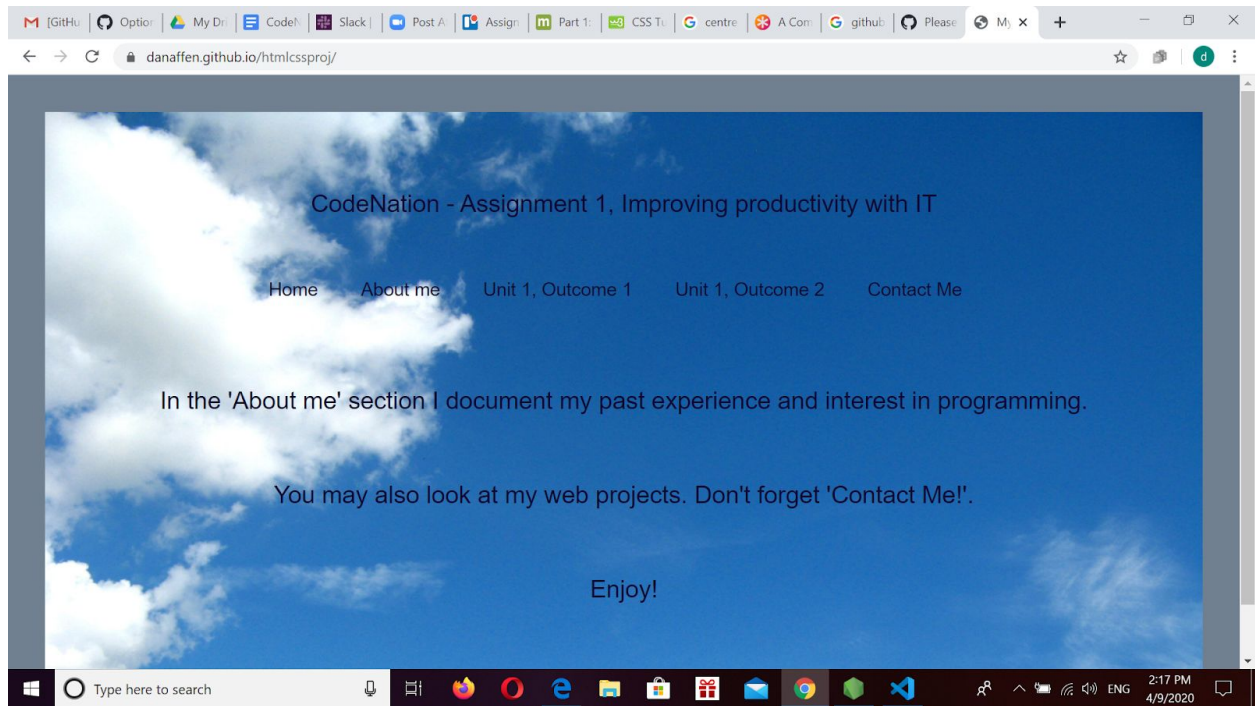 [GitHu
Option
My Dri
CodeN
Slack |
Post A
Assign
Part 1:
CSS Tu
centre
A Com
github
Please
My
danaffen.github.io/htmlcssproj/
d
CodeNation - Assignment 1, Improving productivity with IT
Home About me Unit 1, Outcome 1 Unit 1, Outcome 2 Contact Me
In the 'About me' section I document my past experience and interest in programming.
You may also look at my web projects. Don't forget 'Contact Me!'.
Enjoy!
Type here to search
ENG
2:17 PM
4/9/2020